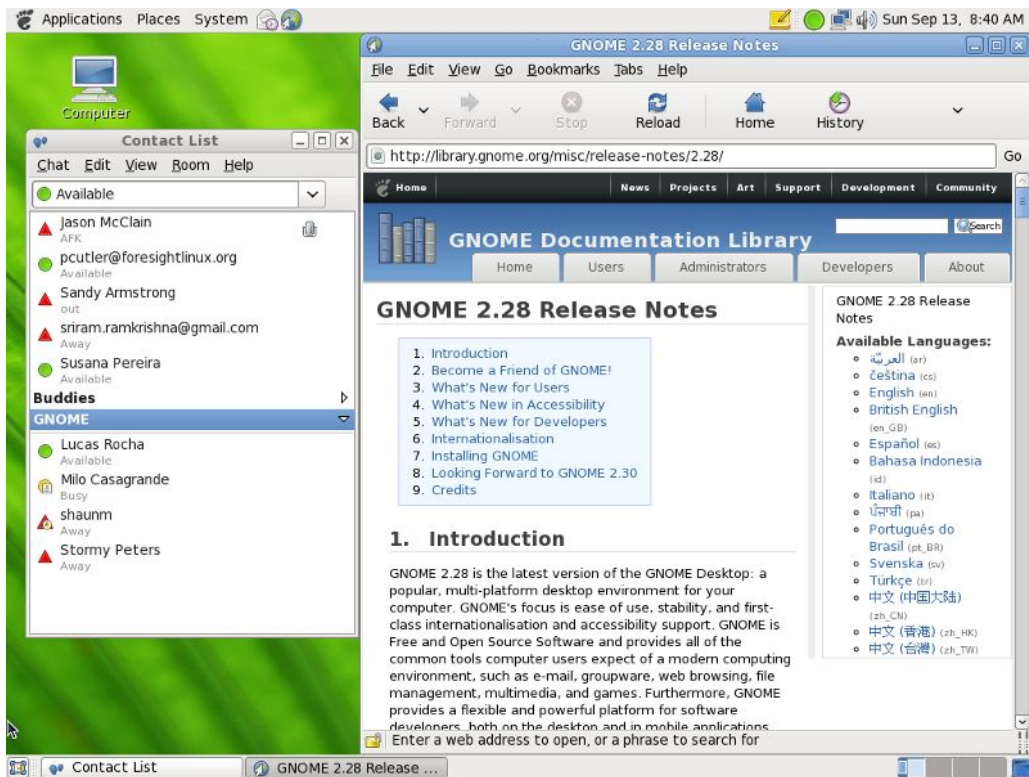 Applications Places System
Sun Sep 13, 8:40 AM
Computer
Contact List
Chat Edit View Room Help
Available
Jason McClain
AFK
pcutler@foresightlinux.org
Available
Sandy Armstrong
out
sriram.ramkrishna@gmail.com
Away
Susana Pereira
Available
Buddies
GNOME
Lucas Rocha
Available
Milo Casagrande
Busy
shaunm
Away
Stormy Peters
Away
GNOME 2.28 Release Notes
File Edit View Go Bookmarks Tabs Help
Back Forward Stop Reload Home History
http://library.gnome.org/misc/release-notes/2.28/ Go
Home News Projects Art Support Development Community
GNOME Documentation Library
Search
Home Users Administrators Developers About
GNOME 2.28 Release Notes
1. Introduction
2. Become a Friend of GNOME!
3. What's New for Users
4. What's New in Accessibility
5. What's New for Developers
6. Internationalisation
7. Installing GNOME
8. Looking Forward to GNOME 2.30
9. Credits
1. Introduction
GNOME 2.28 is the latest version of the GNOME Desktop: a
popular, multi-platform desktop environment for your
computer. GNOME's focus is ease of use, stability, and first-
class internationalisation and accessibility support. GNOME is
Free and Open Source Software and provides all of the
common tools computer users expect of a modern computing
environment, such as e-mail, groupware, web browsing, file
management, multimedia, and games. Furthermore, GNOME
provides a flexible and powerful platform for software
developers, both on the desktop and in mobile applications
GNOME 2.28 Release
Notes
Available Languages:
العربيّة (ar)
čeština (cs)
English (en)
British English
(en_GB)
Español (es)
Bahasa Indonesia
(id)
Italiano (it)
ਪੰਜਾਬੀ (pa)
Português do
Brasil (pt_BR)
Svenska (sv)
Türkçe (tr)
中文 (中国大陆)
(zh_CN)
中文 (香港) (zh_HK)
中文 (台灣) (zh_TW)
Enter a web address to open, or a phrase to search for
Contact List
GNOME 2.28 Release ...